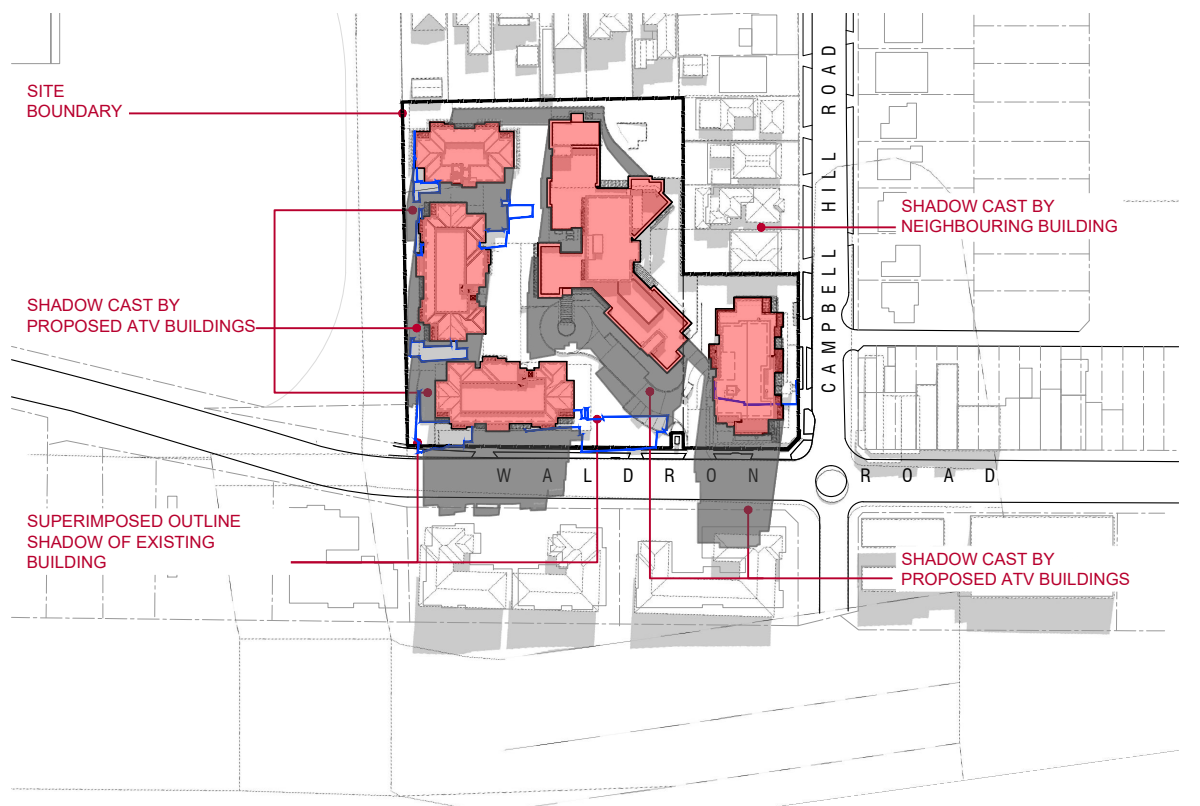 SITE
BOUNDARY
CAMPBELL HILL ROAD
SHADOW CAST BY
NEIGHBOURING BUILDING
SHADOW CAST BY
PROPOSED ATV BUILDINGS
WALDRON ROAD
SUPERIMPOSED OUTLINE
SHADOW OF EXISTING
BUILDING
SHADOW CAST BY
PROPOSED ATV BUILDINGS